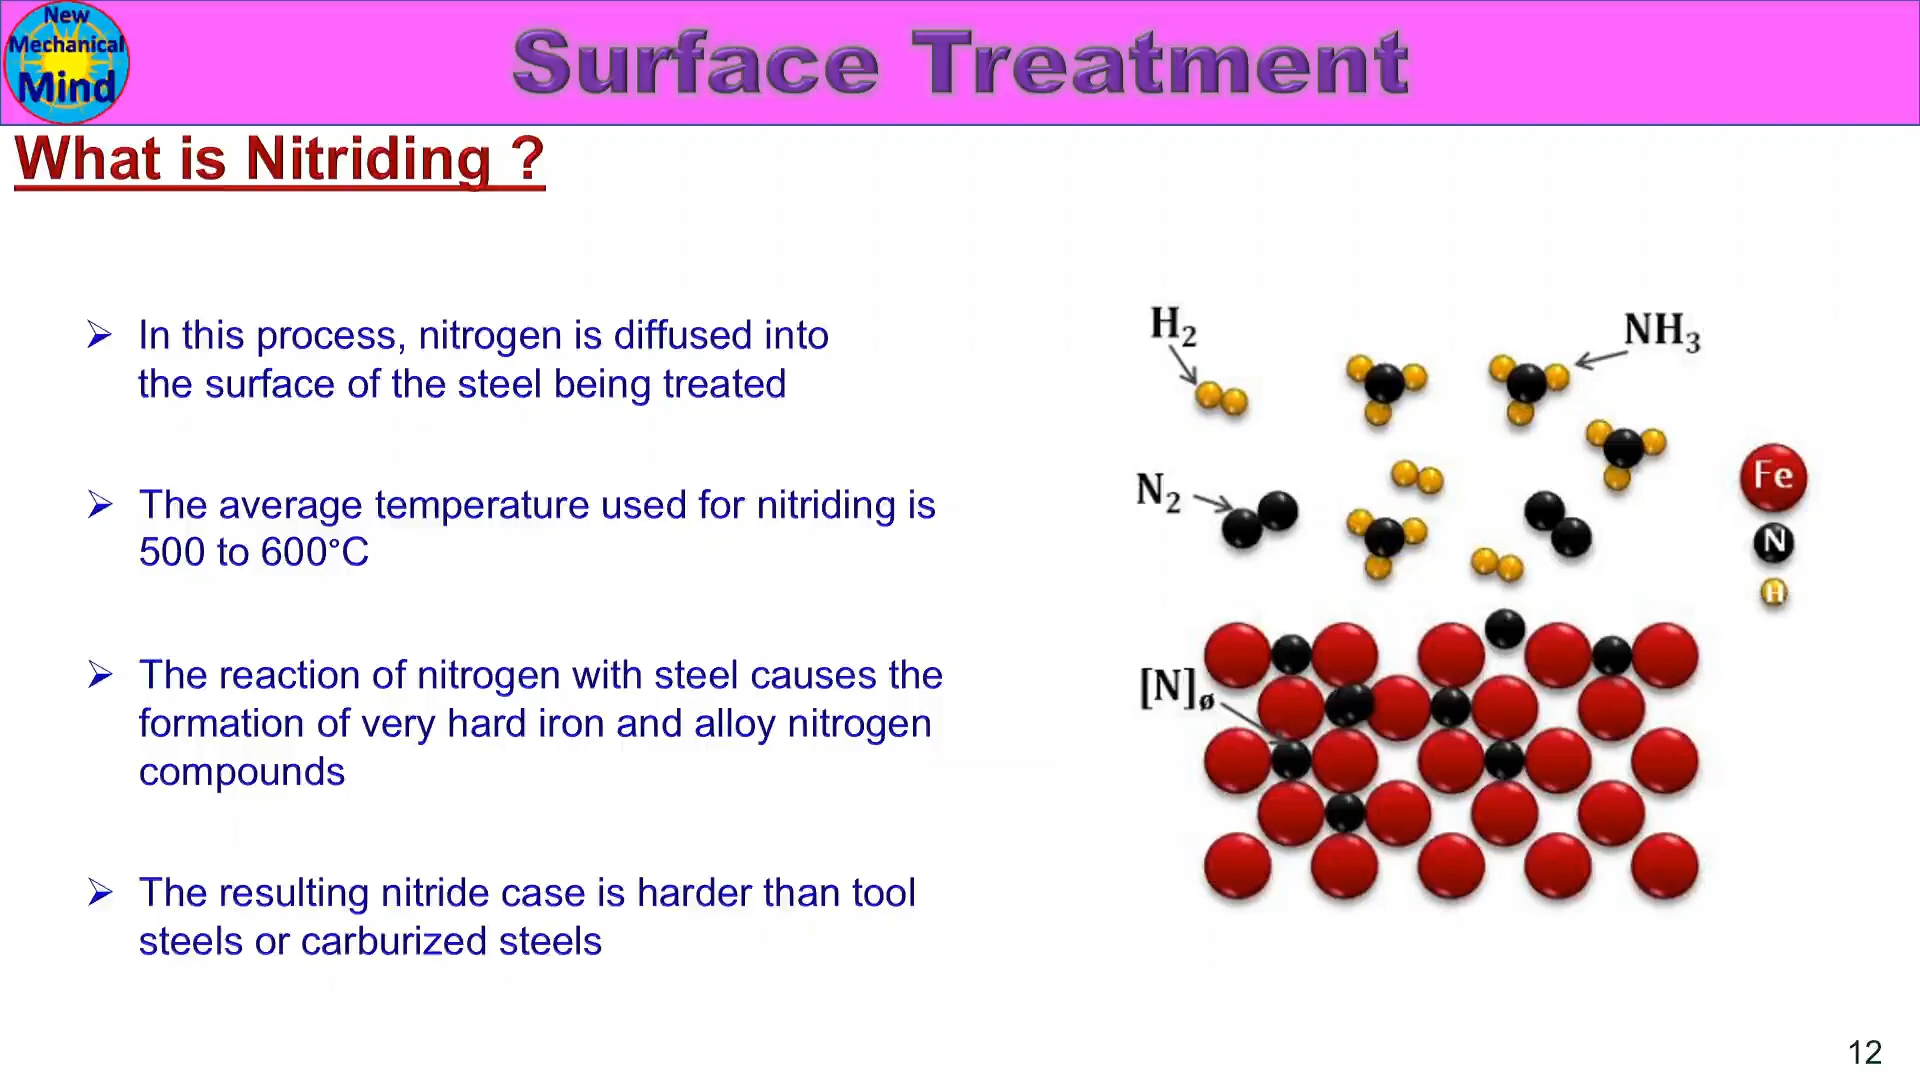 New
Mechanical
Mind
Surface Treatment
What is Nitriding ?
➢ In this process, nitrogen is diffused into
the surface of the steel being treated
➢ The average temperature used for nitriding is
500 to 600°C
➢ The reaction of nitrogen with steel causes the
formation of very hard iron and alloy nitrogen
compounds
➢ The resulting nitride case is harder than tool
steels or carburized steels
H₂
NH₃
N₂
Fe
N
H
[N]ø
12